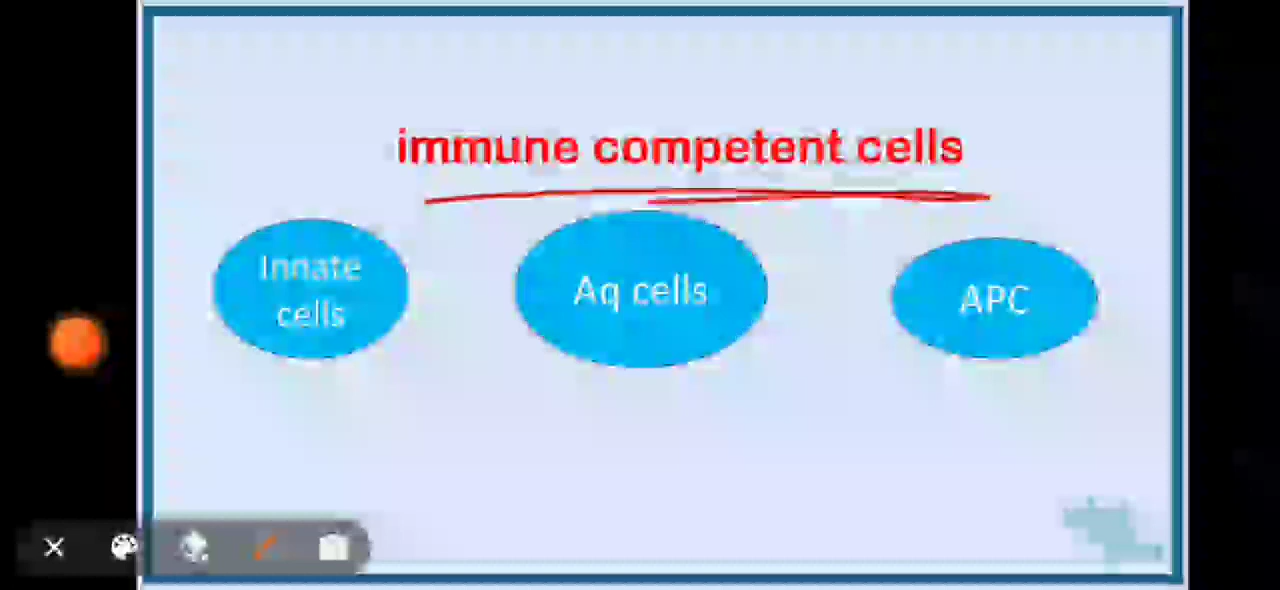 immune competent cells
Innate
cells
Aq cells
APC